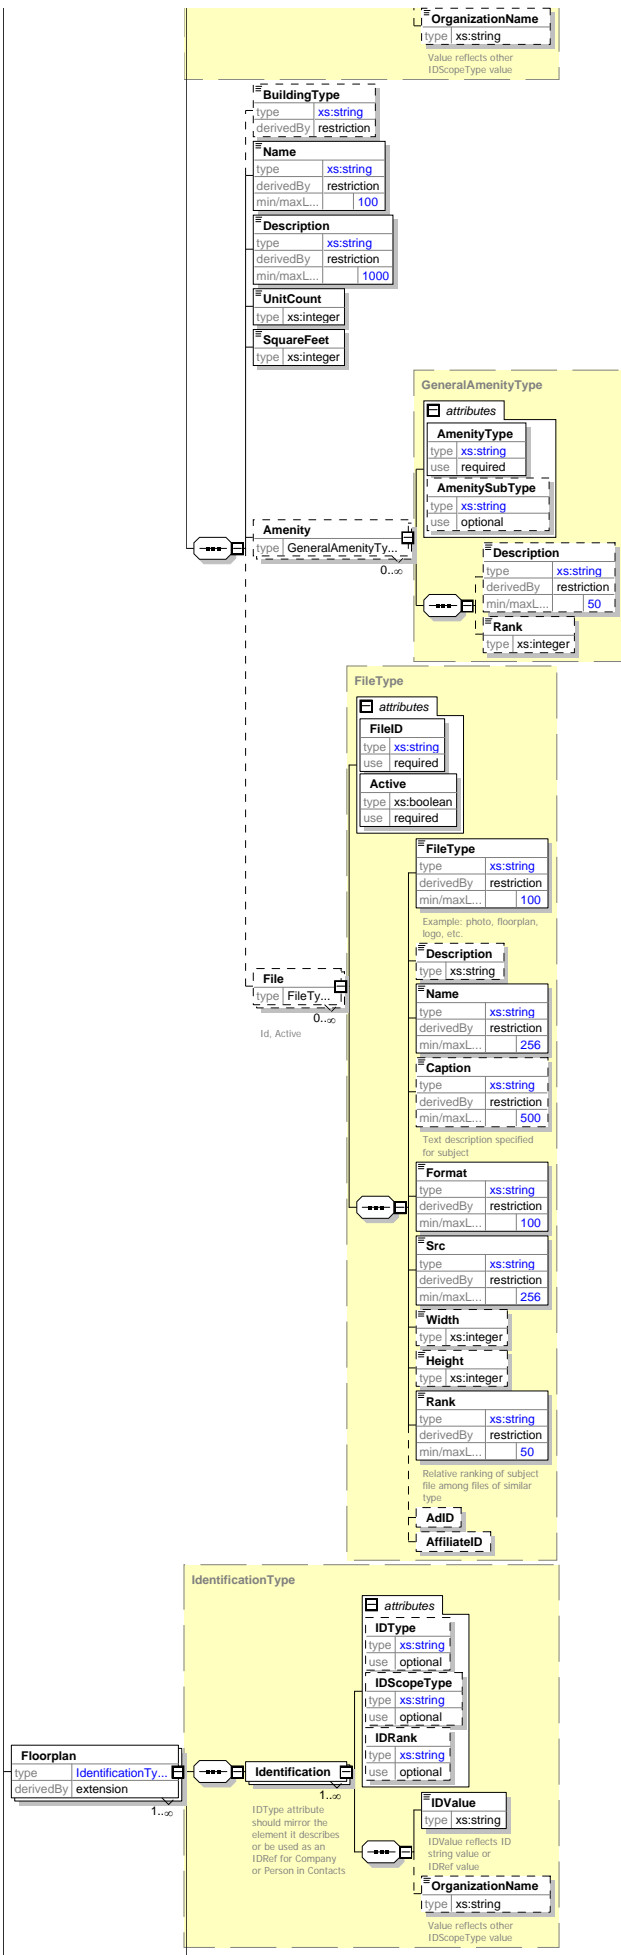 OrganizationName
type xs:string
Value reflects other
IDScopeType value
BuildingType
type xs:string
derivedBy restriction
Name
type xs:string
derivedBy restriction
min/maxL... 100
Description
type xs:string
derivedBy restriction
min/maxL... 1000
UnitCount
type xs:integer
SquareFeet
type xs:integer
GeneralAmenityType
attributes
AmenityType
type xs:string
use required
AmenitySubType
type xs:string
use optional
Amenity
type GeneralAmenityTy...
0..∞
Description
type xs:string
derivedBy restriction
min/maxL... 50
Rank
type xs:integer
FileType
attributes
FileID
type xs:string
use required
Active
type xs:boolean
use required
FileType
type xs:string
derivedBy restriction
min/maxL... 100
Example: photo, floorplan,
logo, etc.
Description
type xs:string
File
type FileTy...
0..∞
Id, Active
Name
type xs:string
derivedBy restriction
min/maxL... 256
Caption
type xs:string
derivedBy restriction
min/maxL... 500
Text description specified
for subject
Format
type xs:string
derivedBy restriction
min/maxL... 100
Src
type xs:string
derivedBy restriction
min/maxL... 256
Width
type xs:integer
Height
type xs:integer
Rank
type xs:string
derivedBy restriction
min/maxL... 50
Relative ranking of subject
file among files of similar
type
AdID
AffiliateID
IdentificationType
attributes
IDType
type xs:string
use optional
IDScopeType
type xs:string
use optional
IDRank
type xs:string
use optional
Floorplan
type IdentificationTy...
derivedBy extension
1..∞
Identification
1..∞
IDType attribute
should mirror the
element it describes
or be used as an
IDRef for Company
or Person in Contacts
IDValue
type xs:string
IDValue reflects ID
string value or
IDRef value
OrganizationName
type xs:string
Value reflects other
IDScopeType value